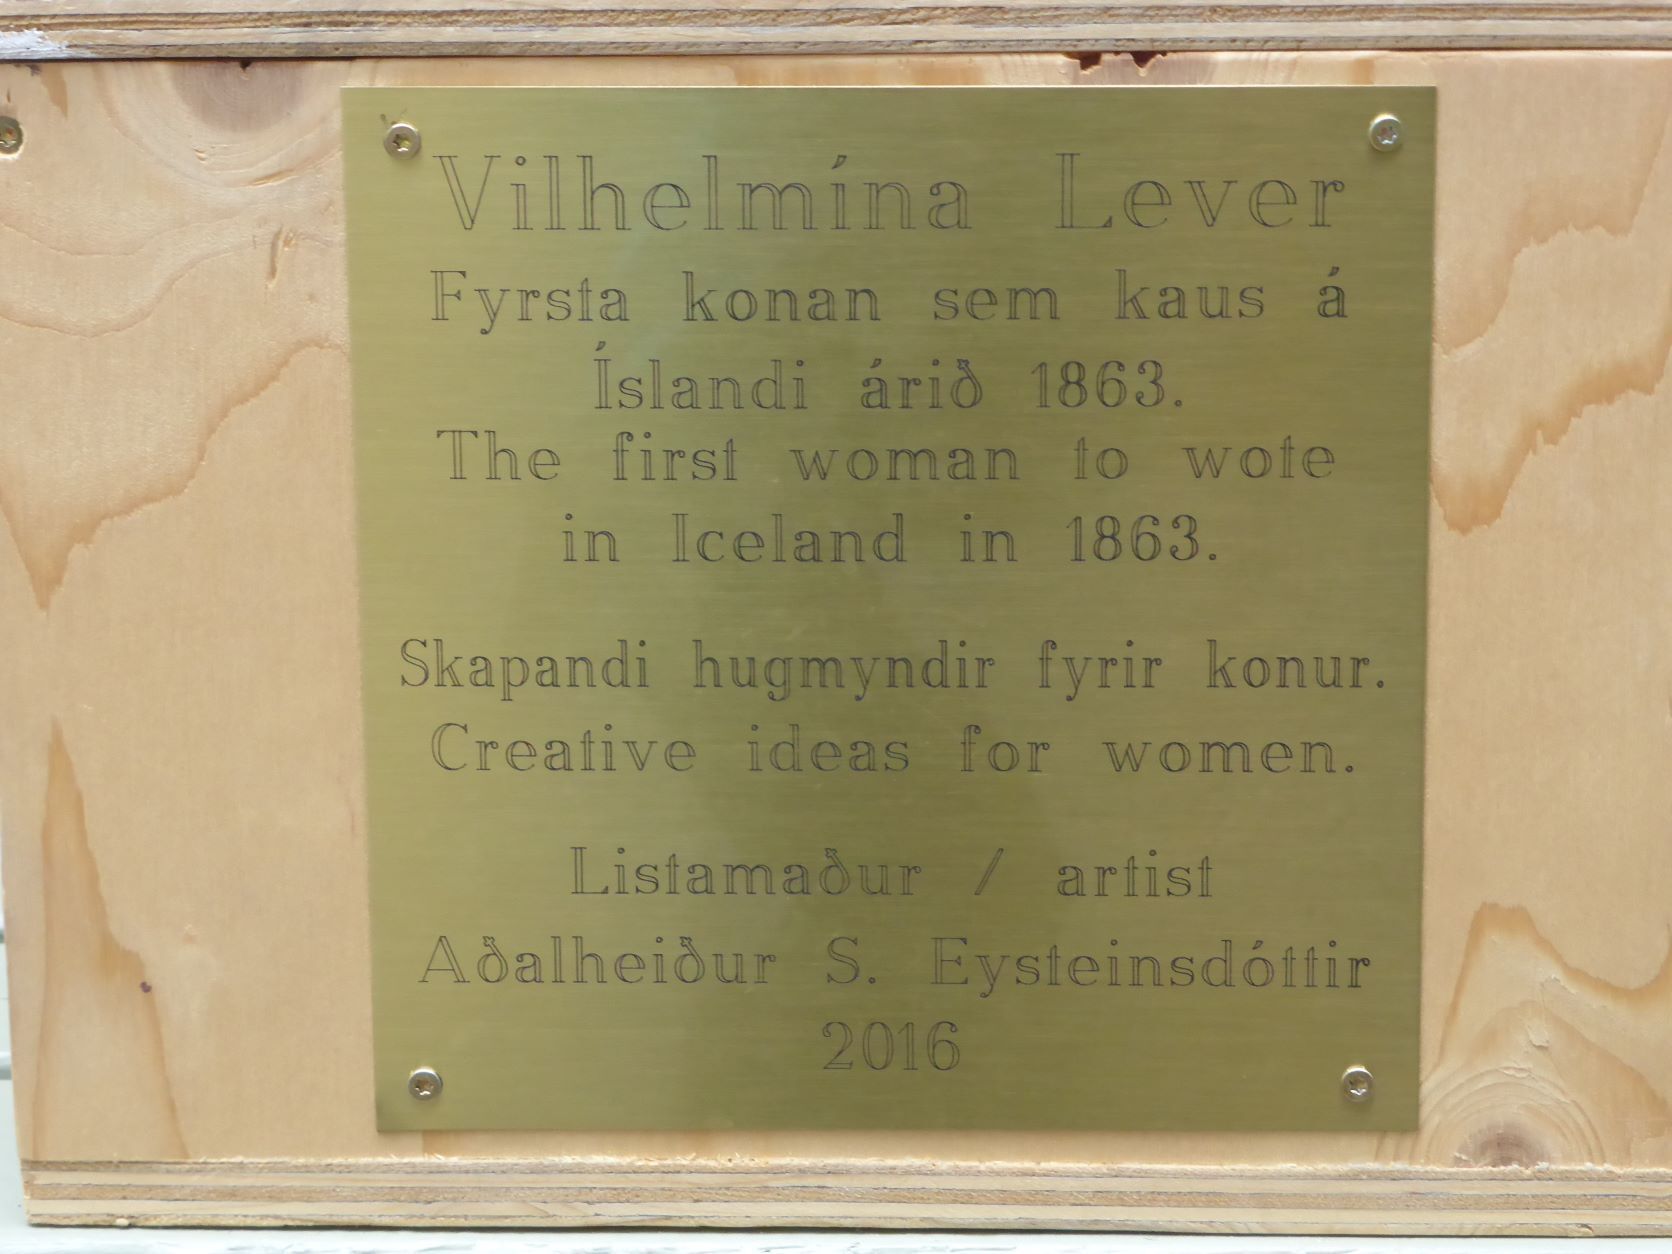 Vilhelmína Lever
Fyrsta konan sem kaus á
Íslandi árið 1863.
The first woman to wote
in Iceland in 1863.
Skapandi hugmyndir fyrir konur.
Creative ideas for women.
Listamaður / artist
Aðalheiður S. Eysteinsdóttir
2016